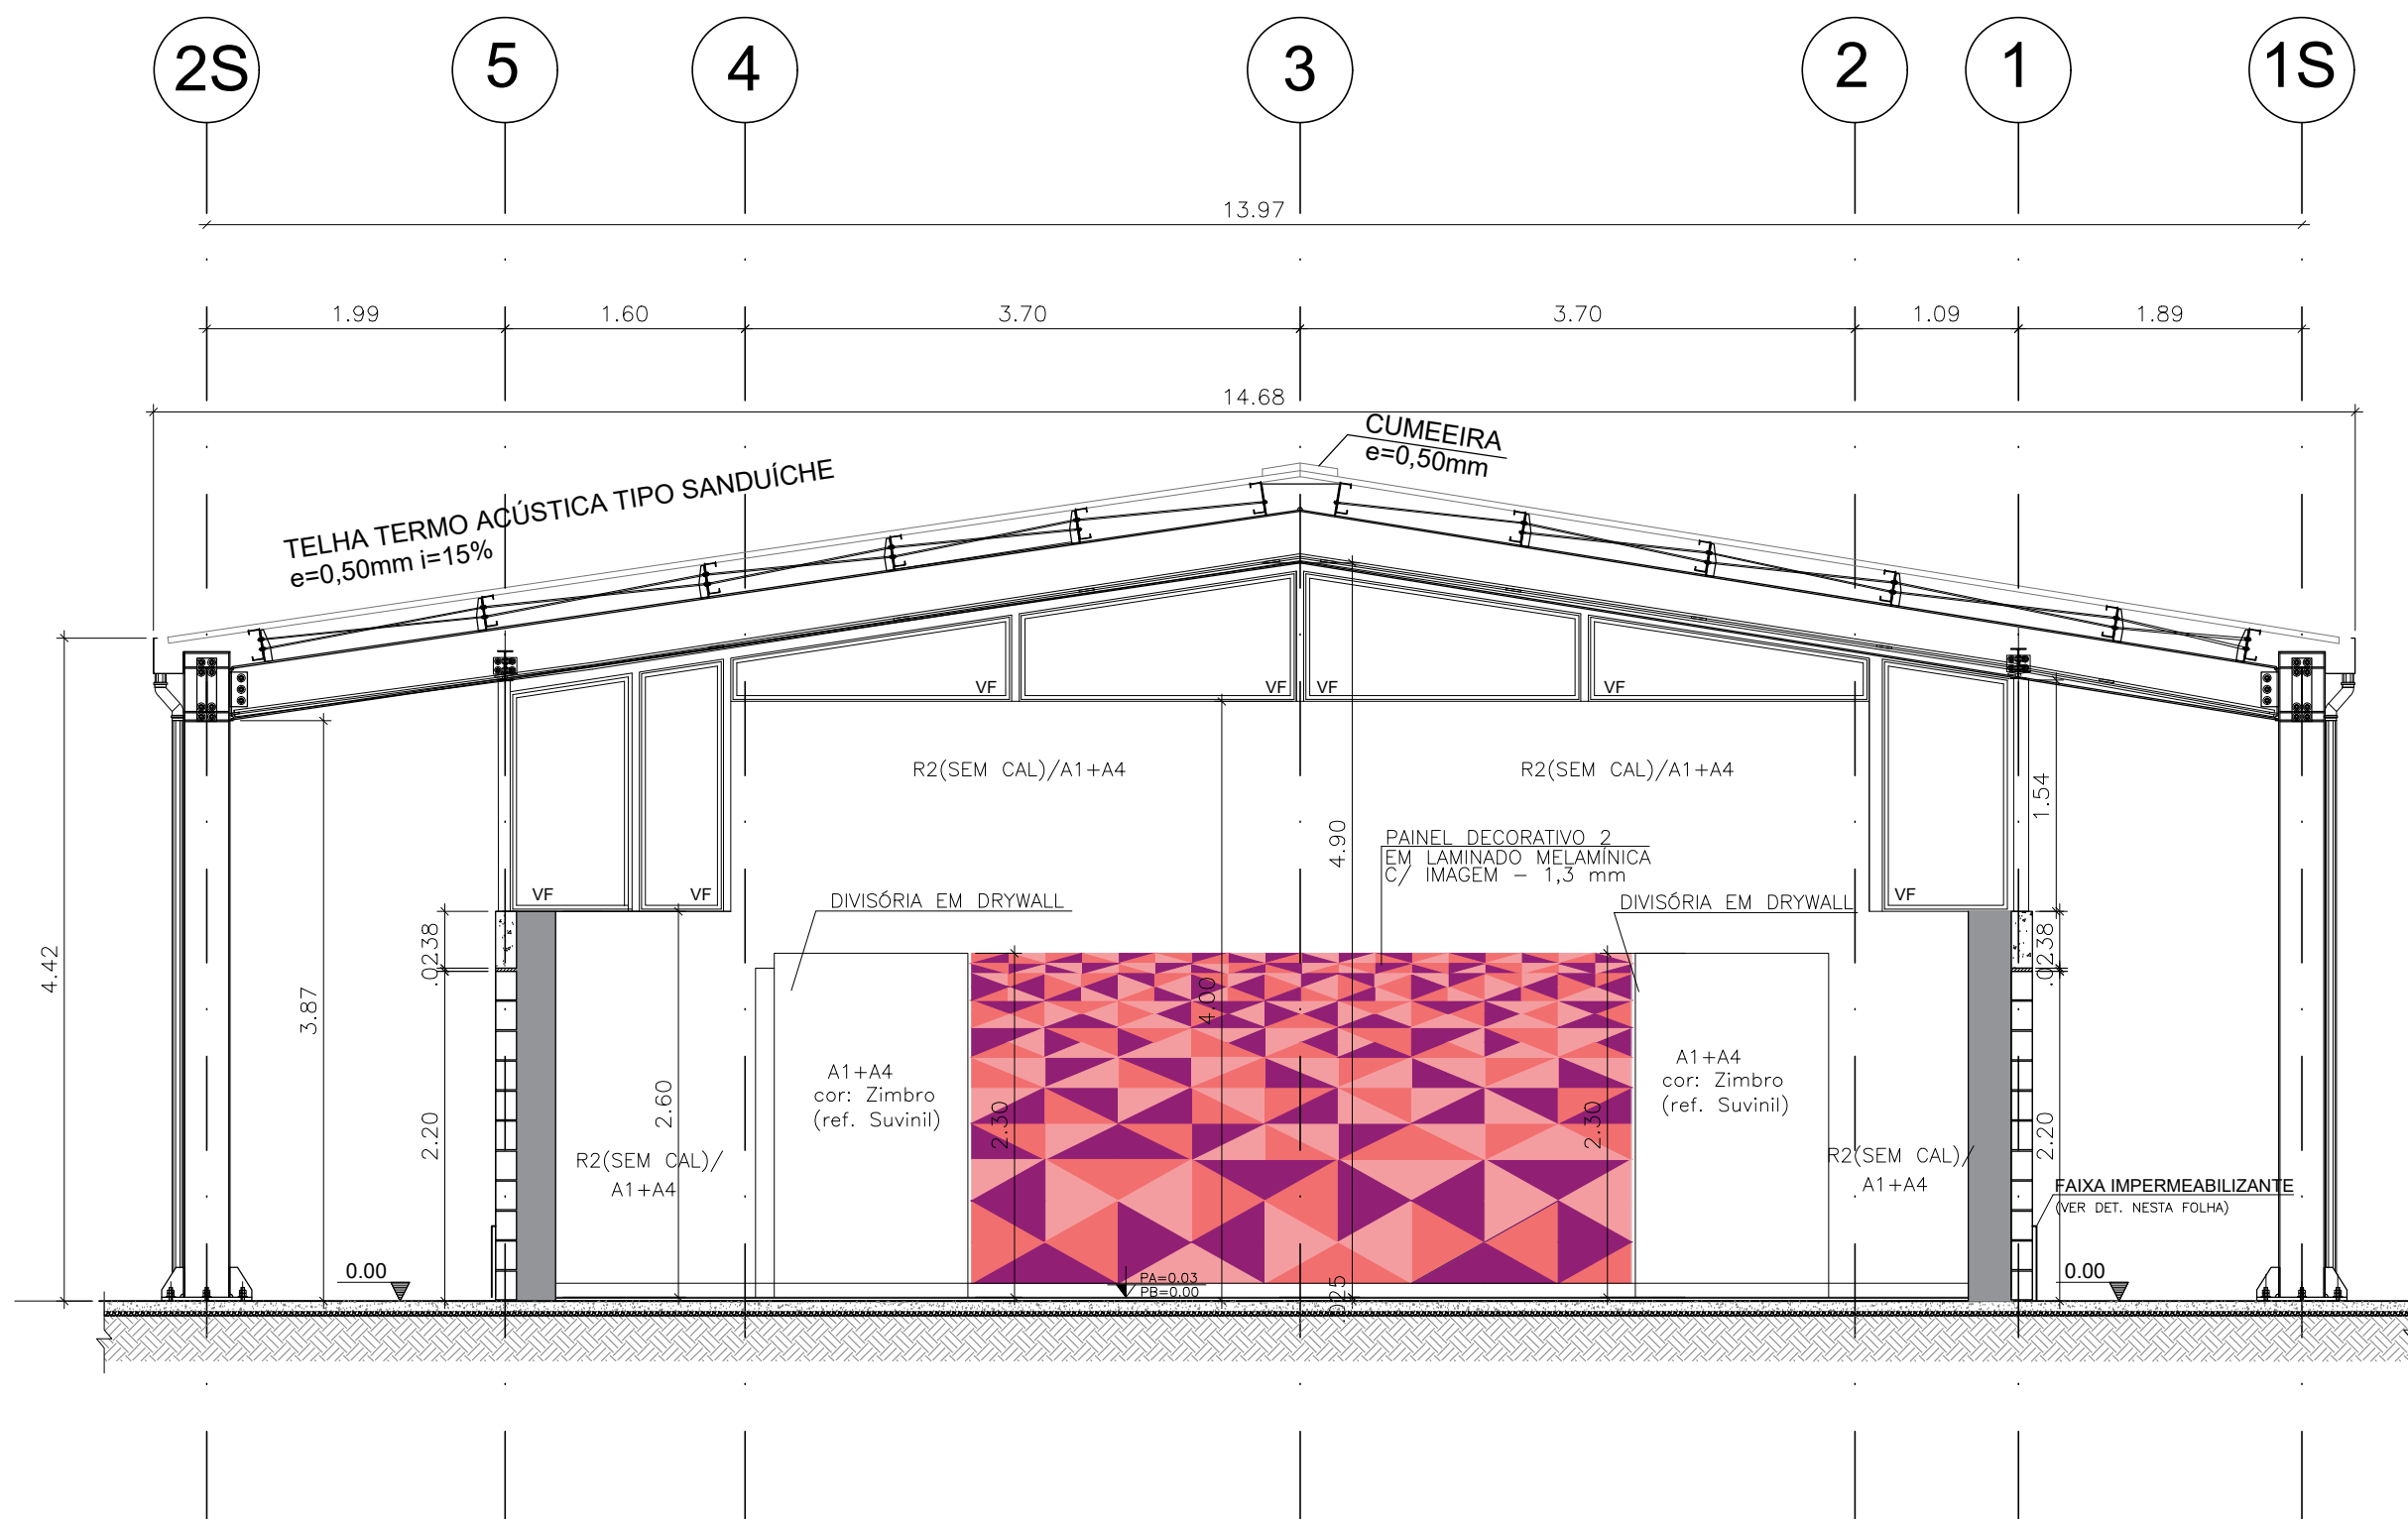 2S
5
4
3
2
1
1S
13.97
1.99
1.60
3.70
3.70
1.09
1.89
14.68
CUMEEIRA
e=0,50mm
TELHA TERMO ACÚSTICA TIPO SANDUÍCHE
e=0,50mm i=15%
VF
VF
VF
VF
R2(SEM CAL)/A1+A4
R2(SEM CAL)/A1+A4
1.54
4.90
PAINEL DECORATIVO 2
EM LAMINADO MELAMÍNICA
C/ IMAGEM – 1,3 mm
VF
VF
VF
DIVISÓRIA EM DRYWALL
DIVISÓRIA EM DRYWALL
4.42
3.87
.38
.02
.38
.02
4.00
A1+A4
cor: Zimbro
(ref. Suvinil)
A1+A4
cor: Zimbro
(ref. Suvinil)
2.20
2.60
2.30
2.30
2.20
R2(SEM CAL)/
A1+A4
R2(SEM CAL)/
A1+A4
FAIXA IMPERMEABILIZANTE
(VER DET. NESTA FOLHA)
0.00
PA=0.03
PB=0.00
.025
0.00